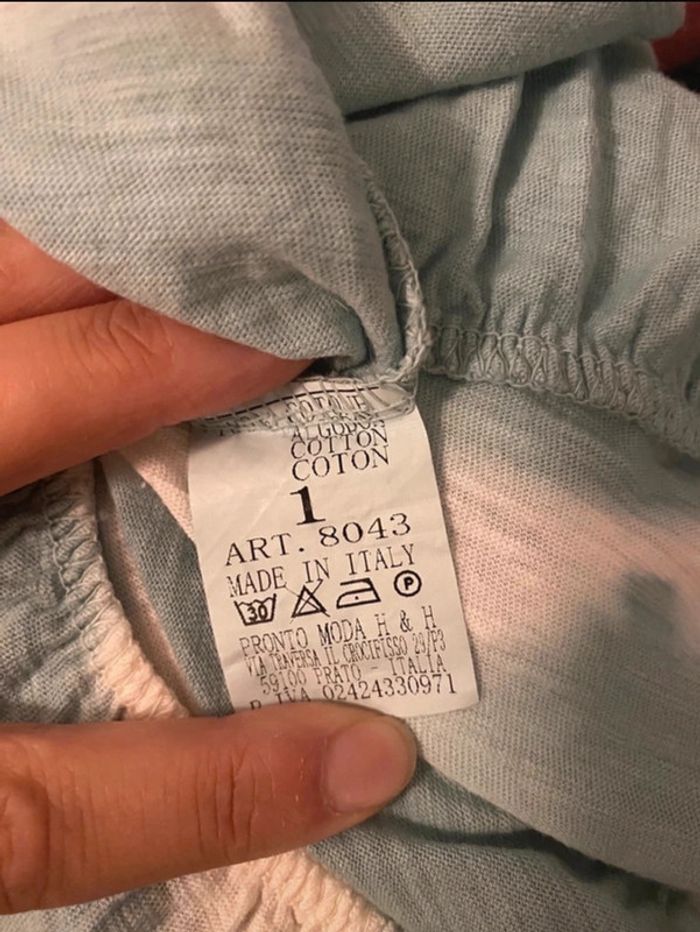 ALGODON
COTTON
COTON
1
ART. 8043
MADE IN ITALY
30 P
PRONTO MODA H & H
VIA TRAVERSA IL CROCIFISSO 29/P3
59100 PRATO - ITALIA
P. IVA 02424330971